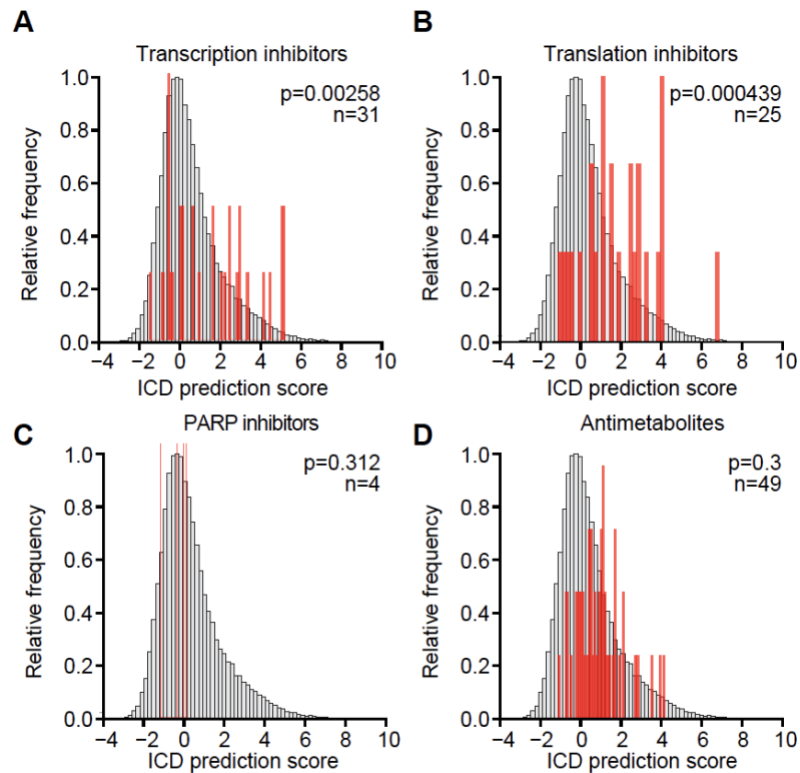 A
Transcription inhibitors
p=0.00258
n=31
Relative frequency
1.0
0.8
0.6
0.4
0.2
0.0
−4 −2 0 2 4 6 8 10
ICD prediction score
B
Translation inhibitors
p=0.000439
n=25
Relative frequency
1.0
0.8
0.6
0.4
0.2
0.0
−4 −2 0 2 4 6 8 10
ICD prediction score
C
PARP inhibitors
p=0.312
n=4
Relative frequency
1.0
0.8
0.6
0.4
0.2
0.0
−4 −2 0 2 4 6 8 10
ICD prediction score
D
Antimetabolites
p=0.3
n=49
Relative frequency
1.0
0.8
0.6
0.4
0.2
0.0
−4 −2 0 2 4 6 8 10
ICD prediction score